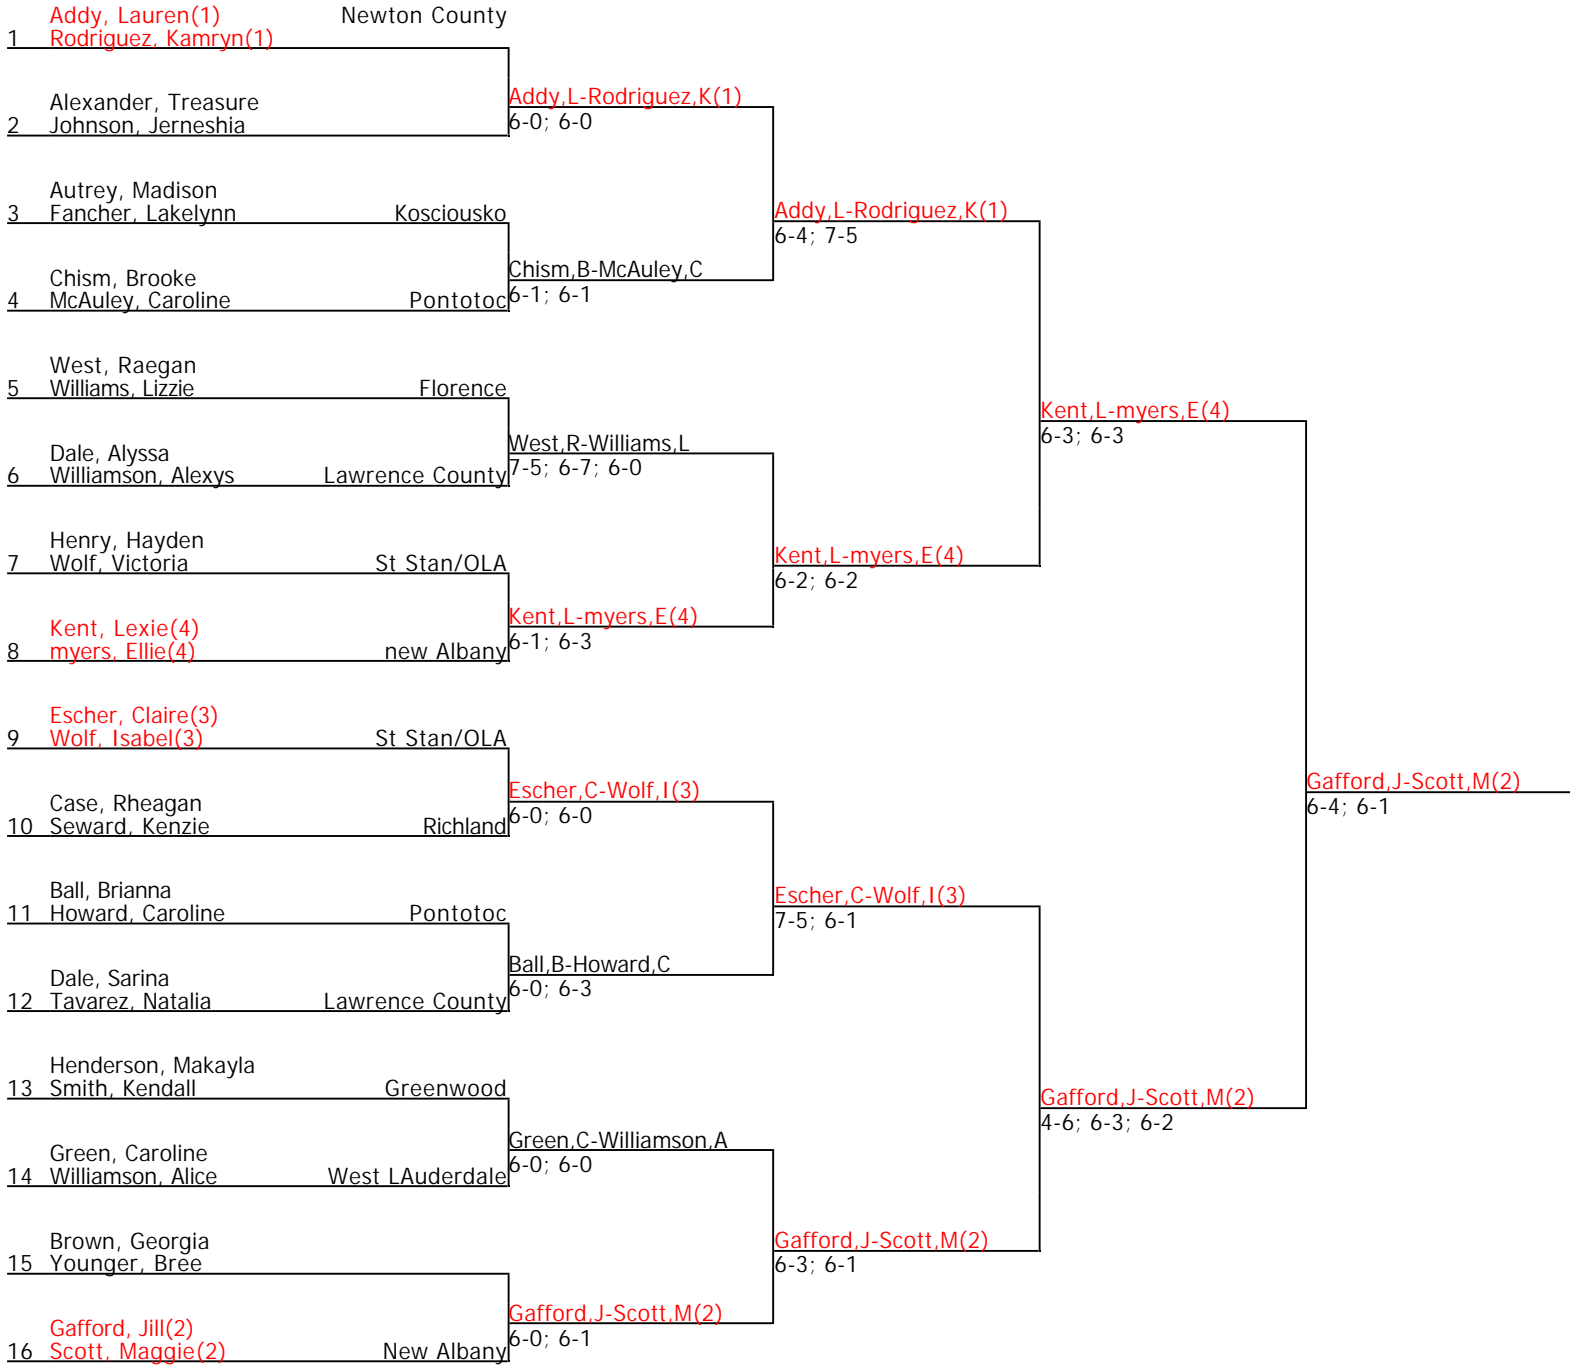 Addy, Lauren(1) Newton County
1 Rodriguez, Kamryn(1)
Addy,L-Rodriguez,K(1)
Alexander, Treasure
6-0; 6-0
2 Johnson, Jerneshia
Autrey, Madison
3 Fancher, Lakelynn Kosciousko
Addy,L-Rodriguez,K(1)
6-4; 7-5
Chism,B-McAuley,C
Chism, Brooke
6-1; 6-1
4 McAuley, Caroline Pontotoc
West, Raegan
5 Williams, Lizzie Florence
Kent,L-myers,E(4)
6-3; 6-3
West,R-Williams,L
Dale, Alyssa
7-5; 6-7; 6-0
6 Williamson, Alexys Lawrence County
Henry, Hayden
7 Wolf, Victoria St Stan/OLA
Kent,L-myers,E(4)
6-2; 6-2
Kent,L-myers,E(4)
Kent, Lexie(4)
6-1; 6-3
8 myers, Ellie(4) new Albany
Escher, Claire(3)
9 Wolf, Isabel(3) St Stan/OLA
Gafford,J-Scott,M(2)
6-4; 6-1
Escher,C-Wolf,I(3)
Case, Rheagan
6-0; 6-0
10 Seward, Kenzie Richland
Ball, Brianna
11 Howard, Caroline Pontotoc
Escher,C-Wolf,I(3)
7-5; 6-1
Ball,B-Howard,C
Dale, Sarina
6-0; 6-3
12 Tavarez, Natalia Lawrence County
Henderson, Makayla
13 Smith, Kendall Greenwood
Gafford,J-Scott,M(2)
4-6; 6-3; 6-2
Green,C-Williamson,A
Green, Caroline
6-0; 6-0
14 Williamson, Alice West LAuderdale
Brown, Georgia
15 Younger, Bree
Gafford,J-Scott,M(2)
6-3; 6-1
Gafford,J-Scott,M(2)
Gafford, Jill(2)
6-0; 6-1
16 Scott, Maggie(2) New Albany